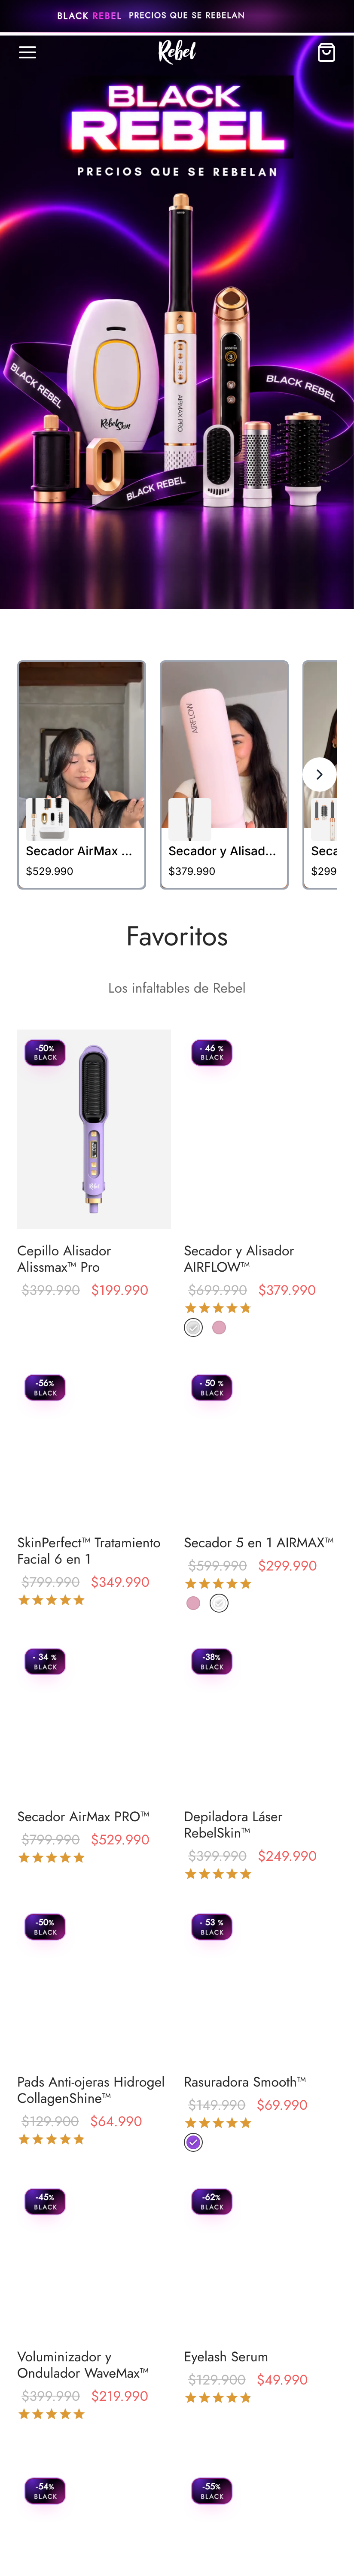 BLACK REBEL PRECIOS QUE SE REBELAN
Rebel
BLACK
REBEL
PRECIOS QUE SE REBELAN
BLACK REBEL
BLACK REBEL
RebelSkin
AIRMAX PRO
BLACK REBEL
AIRFLOW
Secador AirMax ...
$529.990
Secador y Alisad...
$379.990
Seca
$299
Favoritos
Los infaltables de Rebel
-50%
BLACK
- 46 %
BLACK
Cepillo Alisador
Alissmax™ Pro
$399.990 $199.990
Secador y Alisador
AIRFLOW™
$699.990 $379.990
-56%
BLACK
- 50 %
BLACK
SkinPerfect™ Tratamiento
Facial 6 en 1
$799.990 $349.990
Secador 5 en 1 AIRMAX™
$599.990 $299.990
- 34 %
BLACK
-38%
BLACK
Secador AirMax PRO™
$799.990 $529.990
Depiladora Láser
RebelSkin™
$399.990 $249.990
-50%
BLACK
- 53 %
BLACK
Pads Anti-ojeras Hidrogel
CollagenShine™
$129.900 $64.990
Rasuradora Smooth™
$149.990 $69.990
-45%
BLACK
-62%
BLACK
Voluminizador y
Ondulador WaveMax™
$399.990 $219.990
Eyelash Serum
$129.900 $49.990
-54%
BLACK
-55%
BLACK